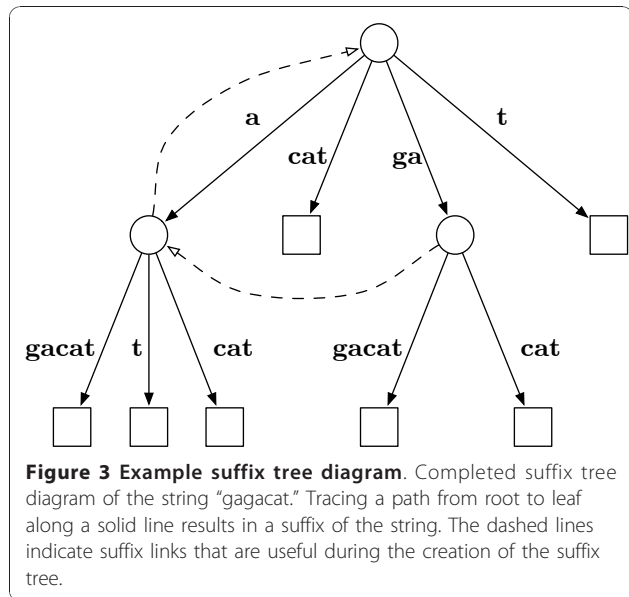 a
t
cat
ga
gacat
t
cat
gacat
cat
Figure 3 Example suffix tree diagram. Completed suffix tree
diagram of the string "gagacat." Tracing a path from root to leaf
along a solid line results in a suffix of the string. The dashed lines
indicate suffix links that are useful during the creation of the suffix
tree.